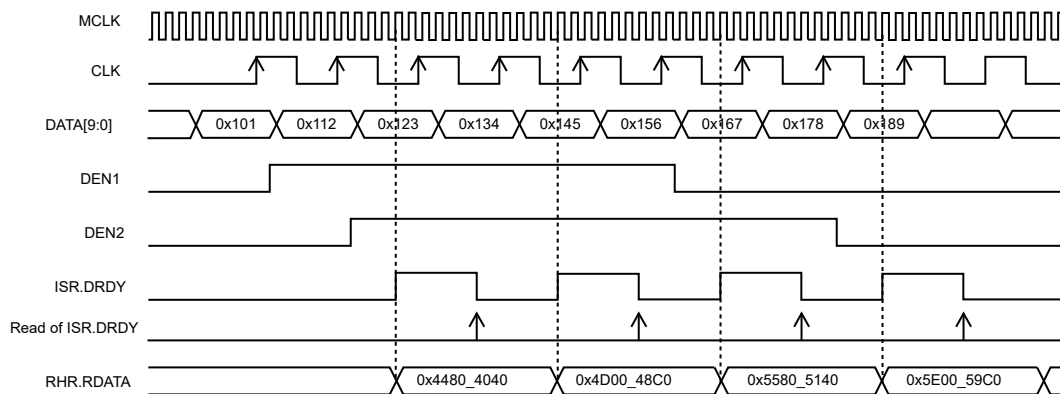 MCLK
CLK
DATA[9:0] 0x101 0x112 0x123 0x134 0x145 0x156 0x167 0x178 0x189
DEN1
DEN2
ISR.DRDY
Read of ISR.DRDY
RHR.RDATA 0x4480_4040 0x4D00_48C0 0x5580_5140 0x5E00_59C0